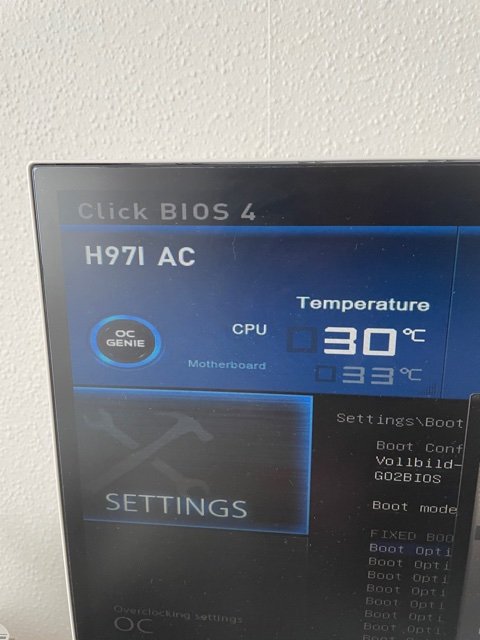 Click BIOS 4
H97I AC
Temperature
OC
GENIE
CPU
30°C
Motherboard
33°C
Settings\Boot
Boot Conf
Vollbild-
GO2BIOS
SETTINGS
Boot mode
FIXED BOO
Boot Opti
Boot Opti
Boot Opti
Boot Opti
Boot Opti
Boot Opti
Boot Opti
Overclocking settings
OC